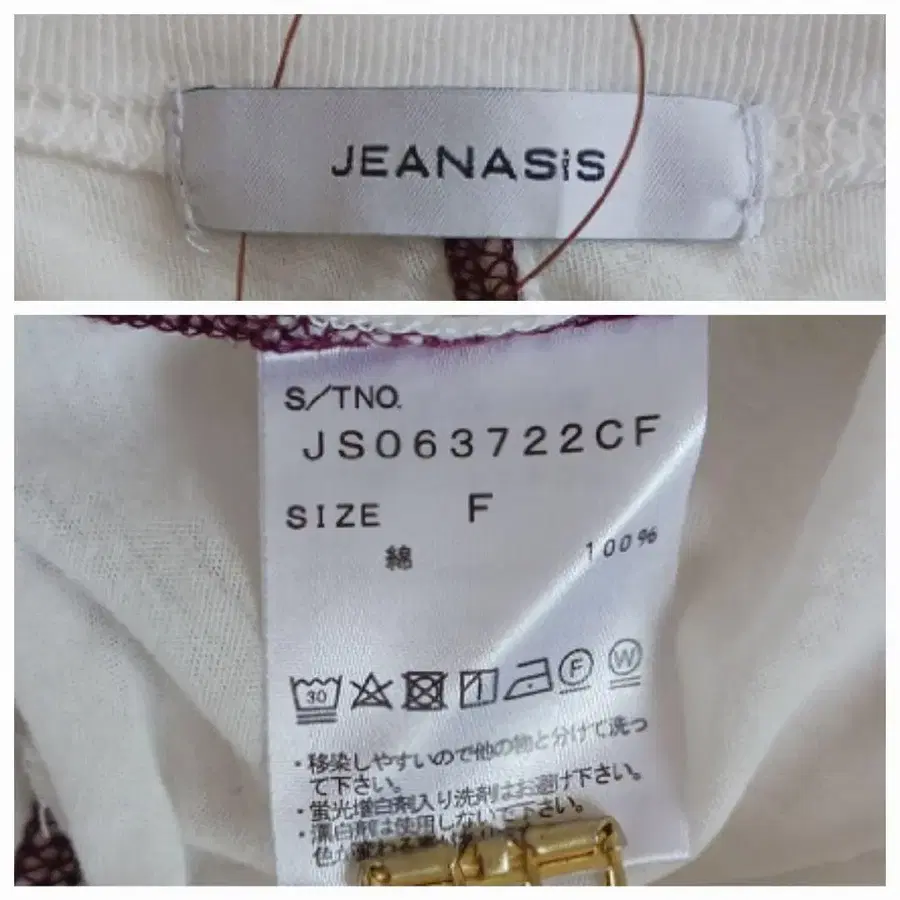 JEANASiS
S/TNO.
JS063722CF
SIZE F
綿 100%
30
F W
・移染しやすいので他の物と分けて洗っ
て下さい。
・蛍光増白剤入り洗剤はお避け下さい。
・漂白剤は使用しないで下さい。
色が